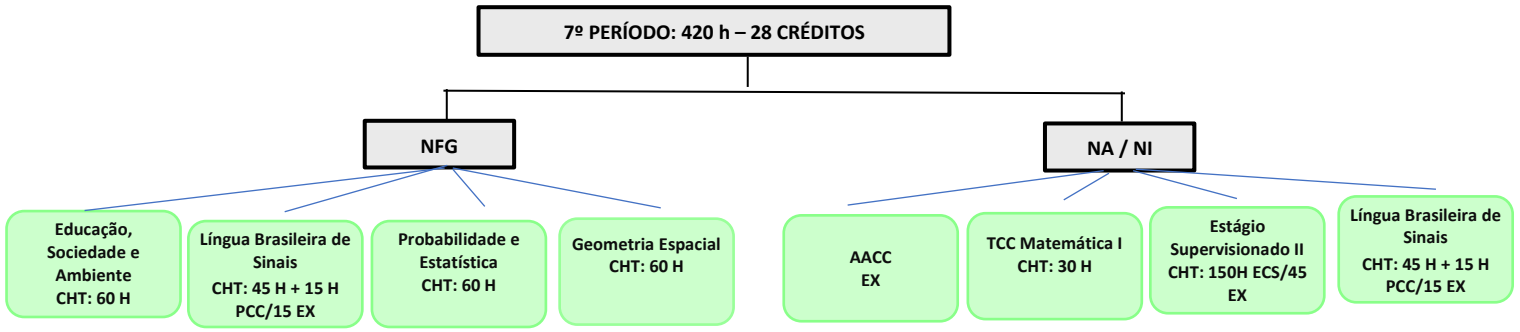 7º PERÍODO: 420 h – 28 CRÉDITOS
NFG
NA / NI
Educação,
Sociedade e
Ambiente
CHT: 60 H
Língua Brasileira de
Sinais
CHT: 45 H + 15 H
PCC/15 EX
Probabilidade e
Estatística
CHT: 60 H
Geometria Espacial
CHT: 60 H
AACC
EX
TCC Matemática I
CHT: 30 H
Estágio
Supervisionado II
CHT: 150H ECS/45
EX
Língua Brasileira de
Sinais
CHT: 45 H + 15 H
PCC/15 EX